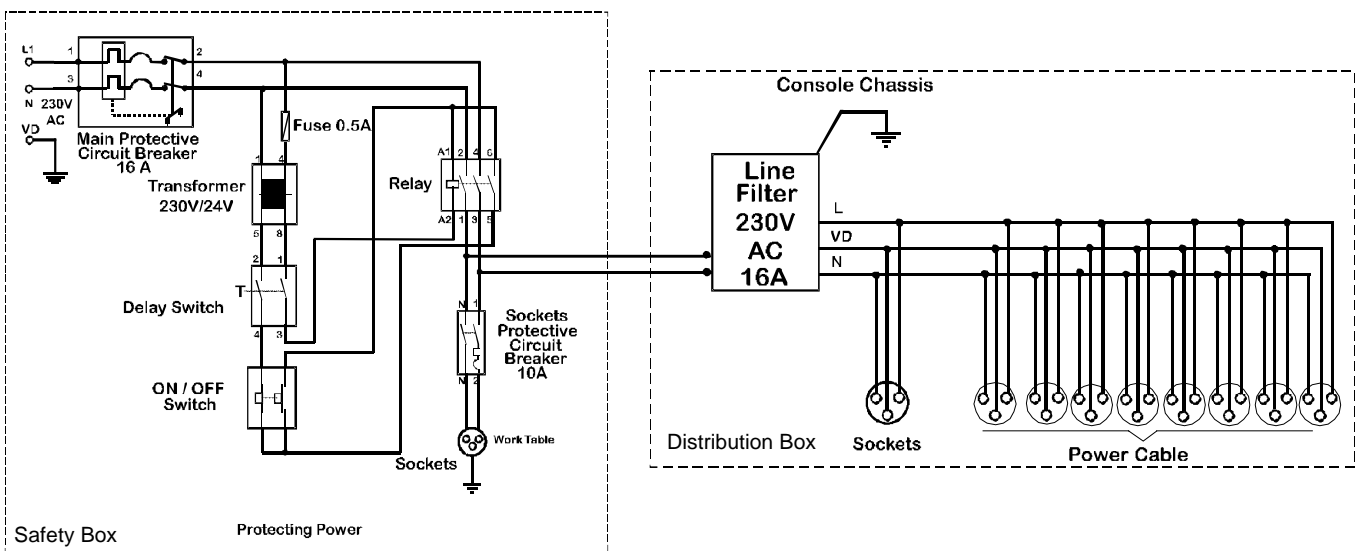 L1
1
2
3
4
N
230V
AC
VD
Main Protective
Circuit Breaker
16 A
Fuse 0.5A
1
4
Transformer
230V/24V
5
8
2
1
T
Delay Switch
4
3
ON / OFF
Switch
A1
2
4
6
Relay
A2
1
3
5
N
1
Sockets
Protective
Circuit
Breaker
10A
N
2
Work Table
Sockets
Protecting Power
Safety Box
Console Chassis
Line
Filter
230V
AC
16A
L
VD
N
Sockets
Power Cable
Distribution Box